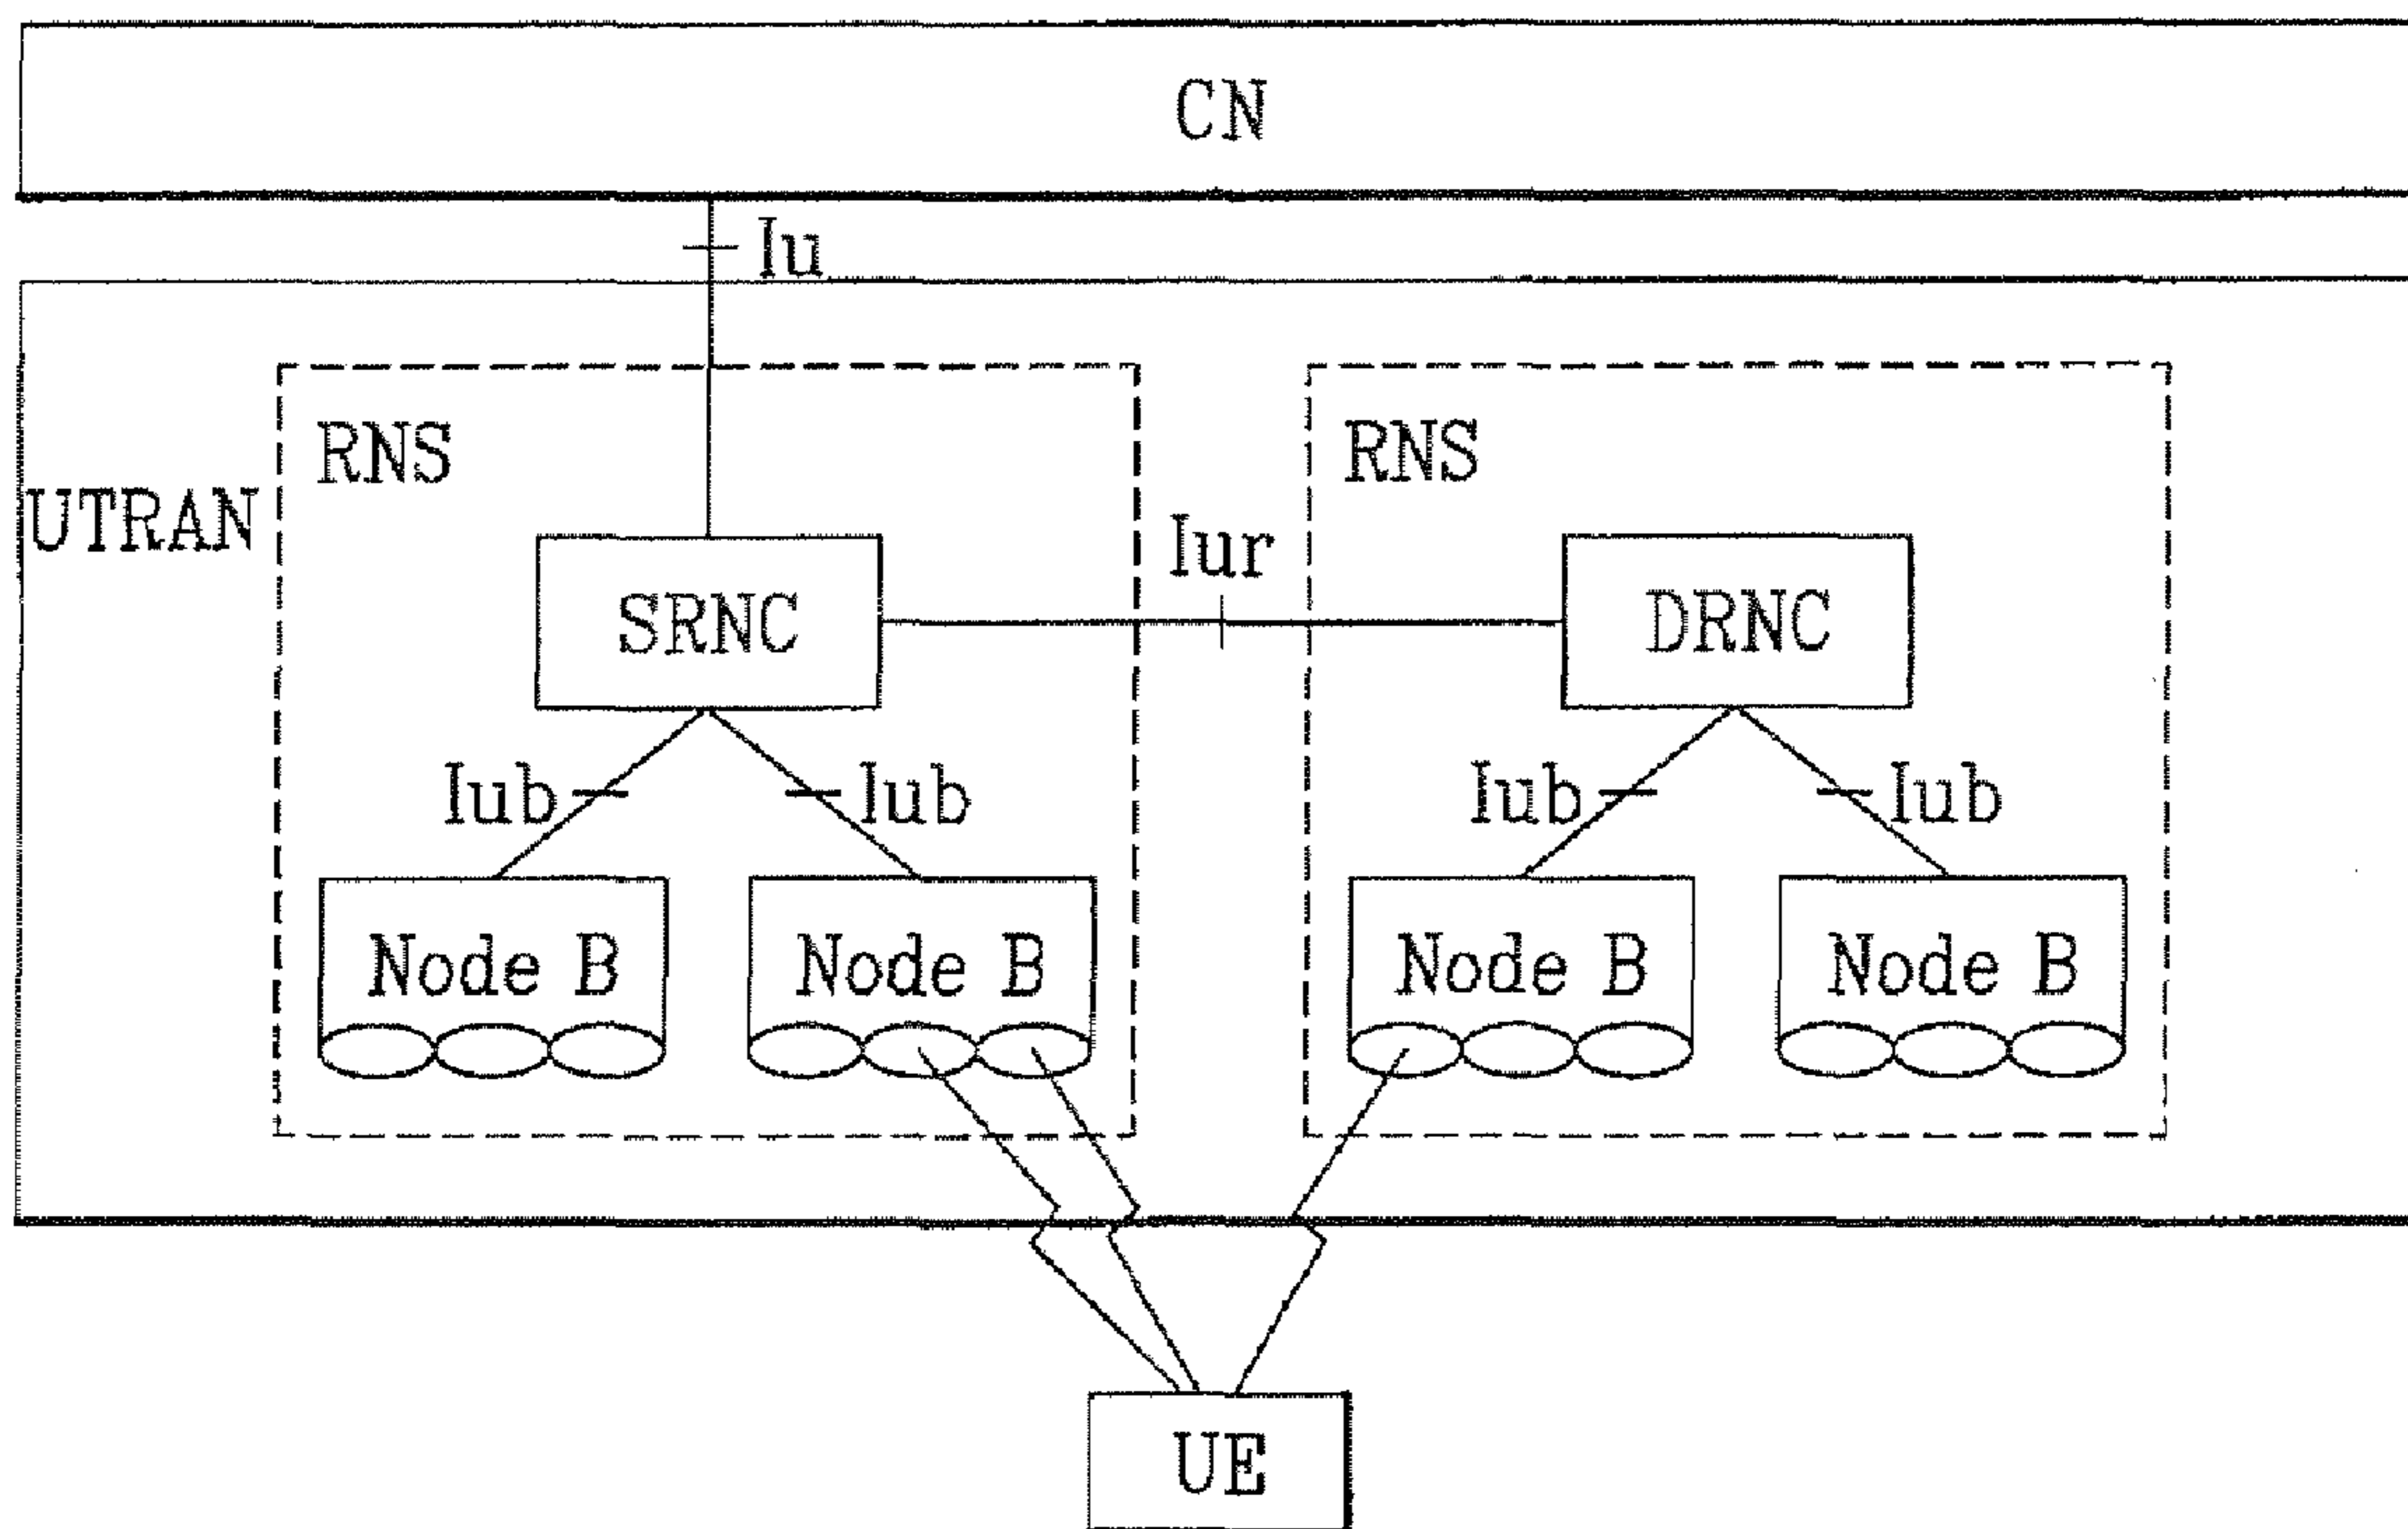 CN
Iu
RNS
RNS
UTRAN
Iur
SRNC
DRNC
Iub
Iub
Iub
Iub
Node B
Node B
Node B
Node B
UE